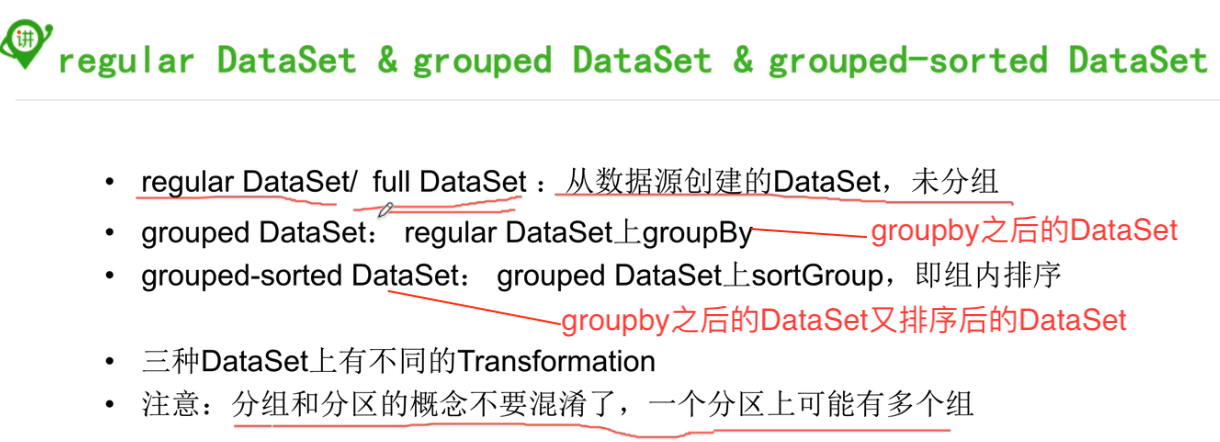 讲
regular DataSet & grouped DataSet & grouped-sorted DataSet
• regular DataSet/ full DataSet：从数据源创建的DataSet，未分组
• grouped DataSet： regular DataSet上groupBy
groupby之后的DataSet
• grouped-sorted DataSet： grouped DataSet上sortGroup，即组内排序
groupby之后的DataSet又排序后的DataSet
• 三种DataSet上有不同的Transformation
• 注意：分组和分区的概念不要混淆了，一个分区上可能有多个组